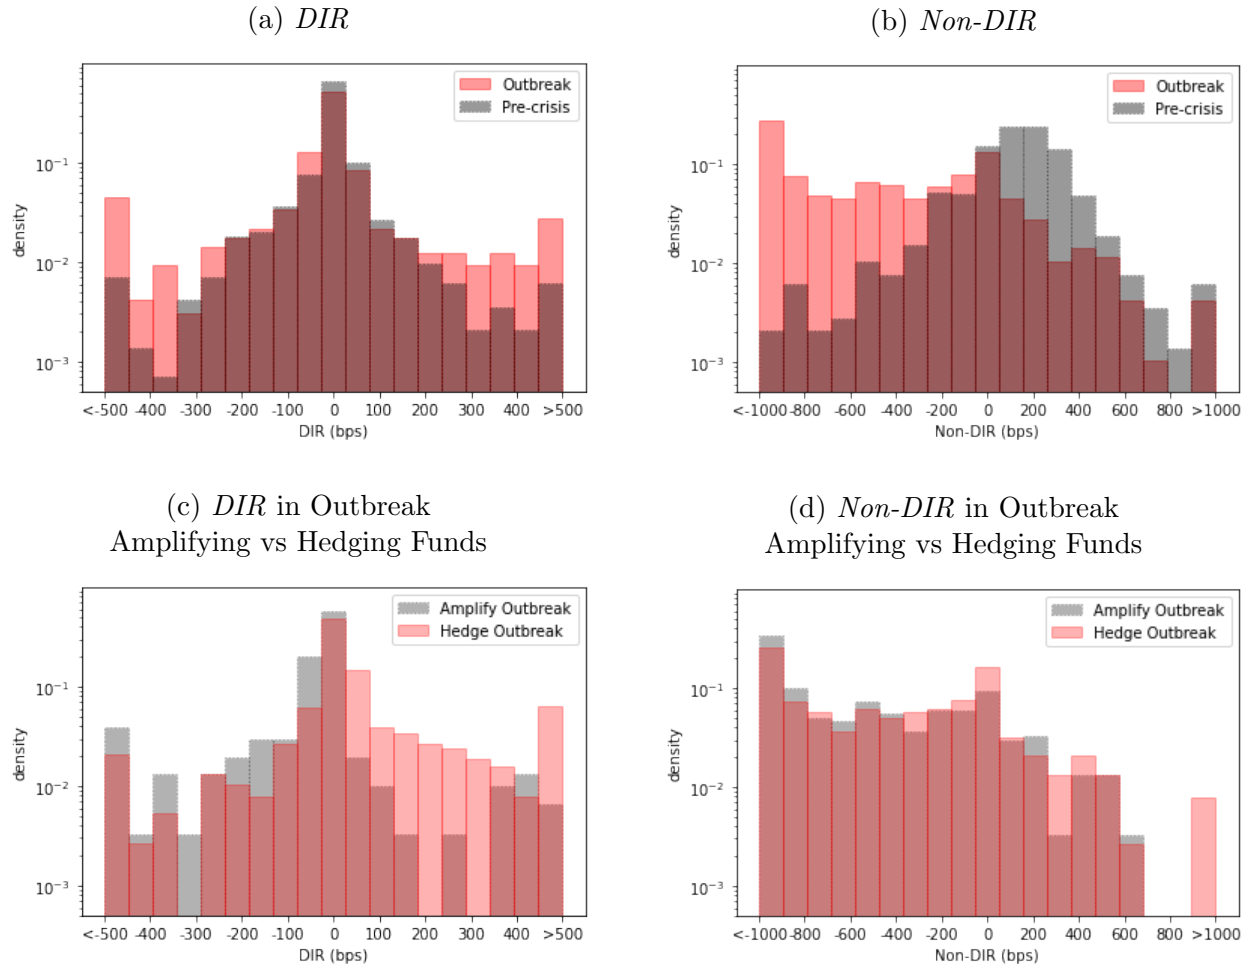 (a) DIR
Outbreak
Pre-crisis
density
10⁻¹
10⁻²
10⁻³
<-500 -400 -300 -200 -100 0 100 200 300 400 >500
DIR (bps)
(b) Non-DIR
Outbreak
Pre-crisis
density
10⁻¹
10⁻²
10⁻³
<-1000 -800 -600 -400 -200 0 200 400 600 800 >1000
Non-DIR (bps)
(c) DIR in Outbreak
Amplifying vs Hedging Funds
Amplify Outbreak
Hedge Outbreak
density
10⁻¹
10⁻²
10⁻³
<-500 -400 -300 -200 -100 0 100 200 300 400 >500
DIR (bps)
(d) Non-DIR in Outbreak
Amplifying vs Hedging Funds
Amplify Outbreak
Hedge Outbreak
density
10⁻¹
10⁻²
10⁻³
<-1000 -800 -600 -400 -200 0 200 400 600 800 >1000
Non-DIR (bps)